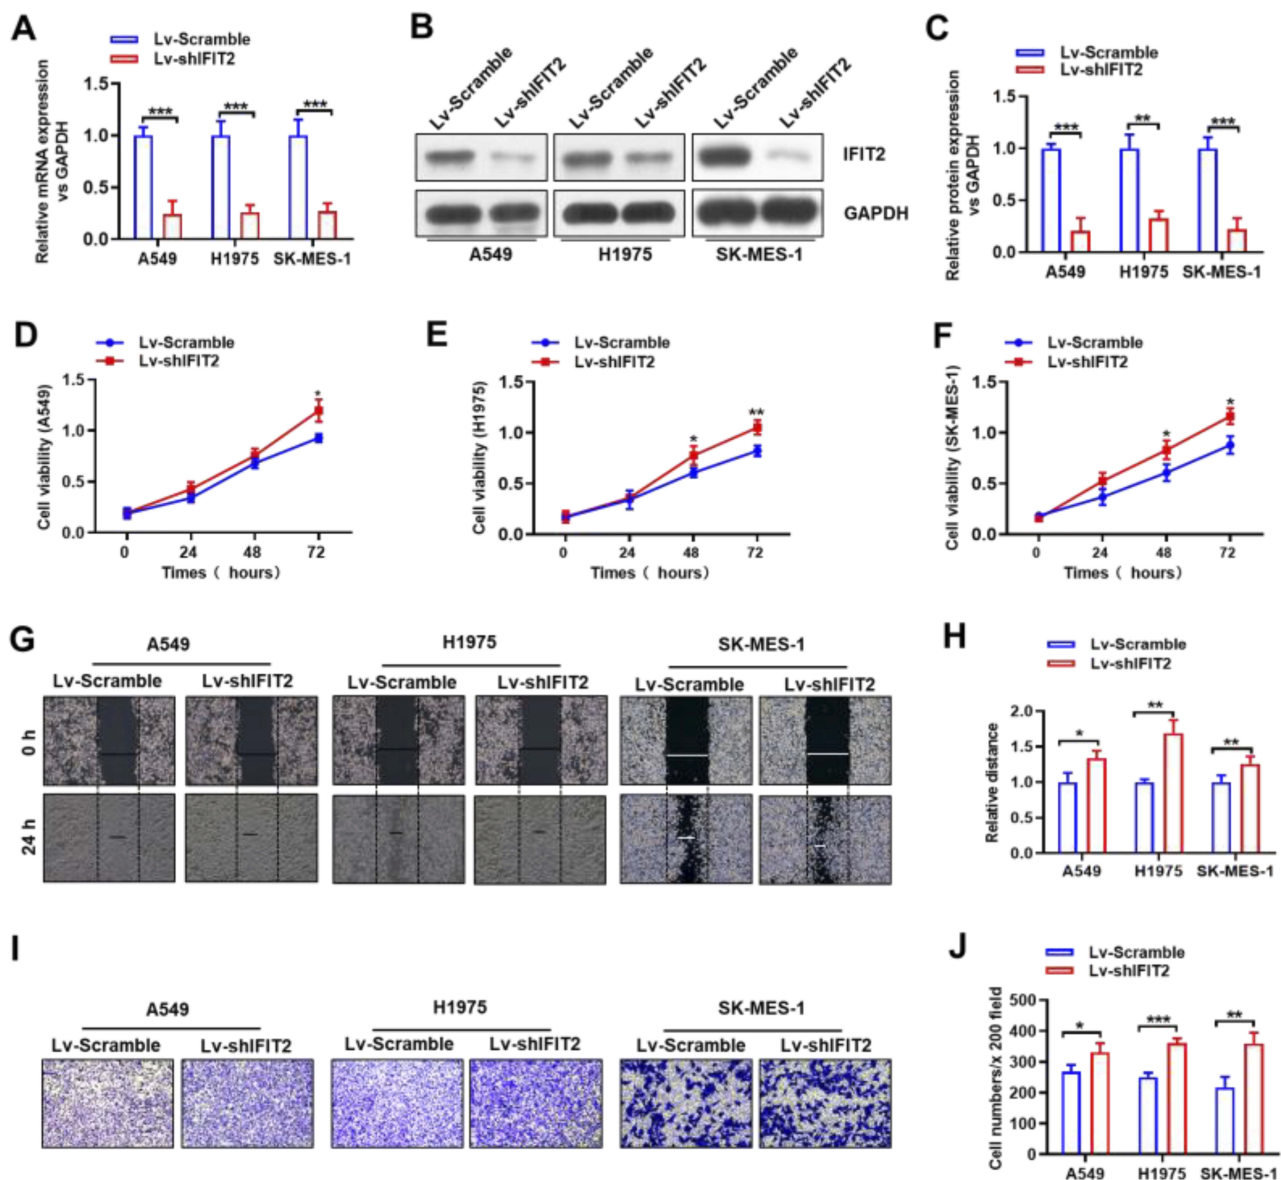 A
Lv-Scramble
Lv-shIFIT2
Relative mRNA expression
vs GAPDH
1.5
1.0
0.5
0.0
*** *** ***
A549 H1975 SK-MES-1
B
Lv-Scramble Lv-shIFIT2 Lv-Scramble Lv-shIFIT2 Lv-Scramble Lv-shIFIT2
IFIT2
GAPDH
A549 H1975 SK-MES-1
C
Lv-Scramble
Lv-shIFIT2
Relative protein expression
vs GAPDH
1.5
1.0
0.5
0.0
*** ** ***
A549 H1975 SK-MES-1
D
Lv-Scramble
Lv-shIFIT2
Cell viability (A549)
1.5
1.0
0.5
0.0
*
0 24 48 72
Times ( hours)
E
Lv-Scramble
Lv-shIFIT2
Cell viability (H1975)
1.5
1.0
0.5
0.0
* **
0 24 48 72
Times ( hours)
F
Lv-Scramble
Lv-shIFIT2
Cell viability (SK-MES-1)
1.5
1.0
0.5
0.0
* *
0 24 48 72
Times ( hours)
G
A549 H1975 SK-MES-1
Lv-Scramble Lv-shIFIT2 Lv-Scramble Lv-shIFIT2 Lv-Scramble Lv-shIFIT2
0 h
24 h
H
Lv-Scramble
Lv-shIFIT2
Relative distance
2.0
1.5
1.0
0.5
0.0
* ** **
A549 H1975 SK-MES-1
I
A549 H1975 SK-MES-1
Lv-Scramble Lv-shIFIT2 Lv-Scramble Lv-shIFIT2 Lv-Scramble Lv-shIFIT2
J
Lv-Scramble
Lv-shIFIT2
Cell numbers/x 200 field
500
400
300
200
100
0
* *** **
A549 H1975 SK-MES-1